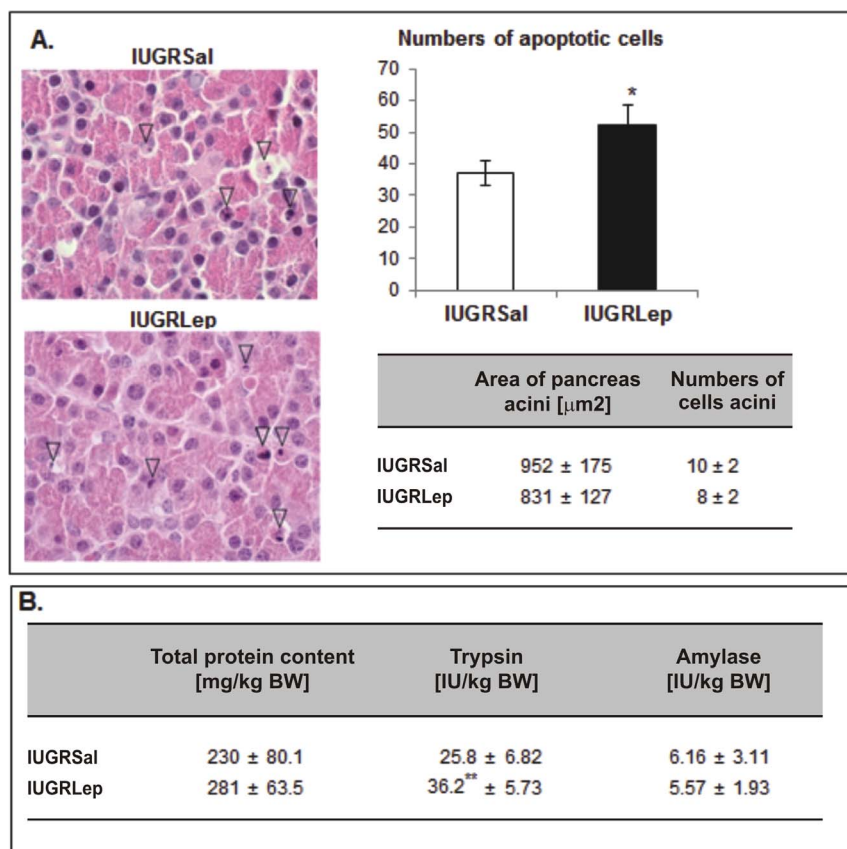 A.
IUGRSal
IUGRLep
Numbers of apoptotic cells
70
60
50
40
30
20
10
0
*
IUGRSal IUGRLep
Area of pancreas Numbers of
acini [μm2] cells acini
IUGRSal 952 ± 175 10 ± 2
IUGRLep 831 ± 127 8 ± 2
B.
Total protein content Trypsin Amylase
[mg/kg BW] [IU/kg BW] [IU/kg BW]
IUGRSal 230 ± 80.1 25.8 ± 6.82 6.16 ± 3.11
IUGRLep 281 ± 63.5 36.2** ± 5.73 5.57 ± 1.93